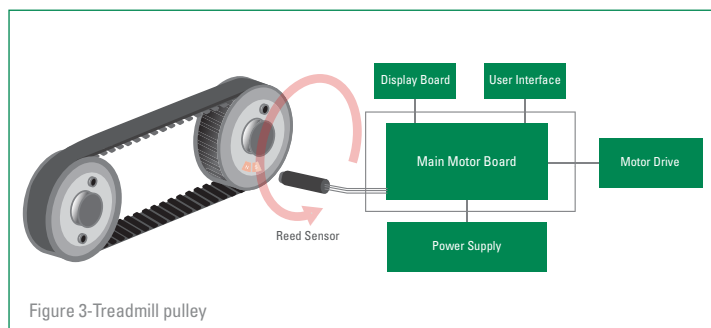 Display Board
User Interface
Main Motor Board
Motor Drive
Reed Sensor
Power Supply
Figure 3-Treadmill pulley